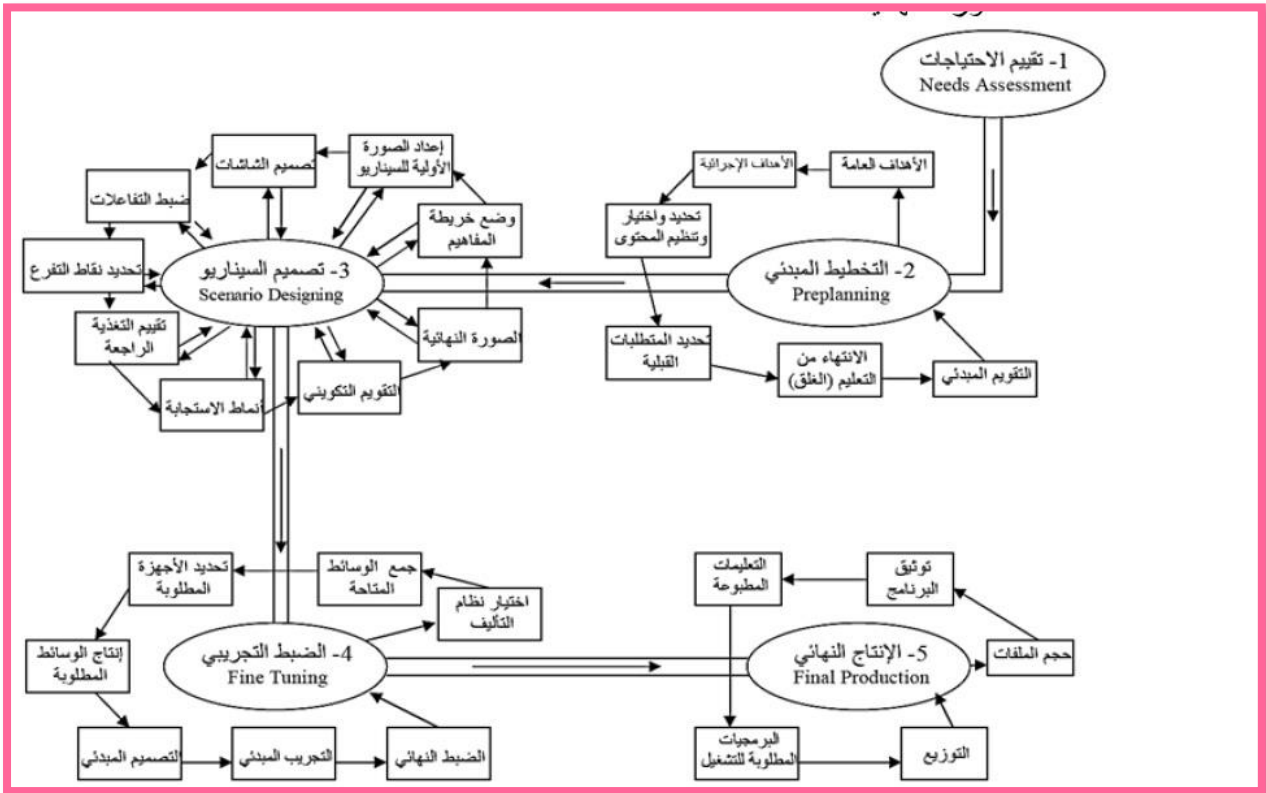 1- تقييم الاحتياجات
Needs Assessment
الأهداف العامة
الأهداف الإجرائية
تحديد واختيار
وتنظيم المحتوى
تحديد المتطلبات
القبلية
الانتهاء من
التعليم (الغلق)
التقويم المبدئي
2- التخطيط المبدئي
Preplanning
3- تصميم السيناريو
Scenario Designing
إعداد الصورة
الأولية للسيناريو
تصميم الشاشات
ضبط التفاعلات
تحديد نقاط التفرع
تقييم التغذية
الراجعة
أنماط الاستجابة
التقويم التكويني
الصورة النهائية
وضع خريطة
المفاهيم
4- الضبط التجريبي
Fine Tuning
اختيار نظام
التأليف
جمع الوسائط
المتاحة
تحديد الأجهزة
المطلوبة
إنتاج الوسائط
المطلوبة
التصميم المبدئي
التجريب المبدئي
الضبط النهائي
5- الإنتاج النهائي
Final Production
حجم الملفات
توثيق
البرنامج
التعليمات
المطبوعة
البرمجيات
المطلوبة للتشغيل
التوزيع